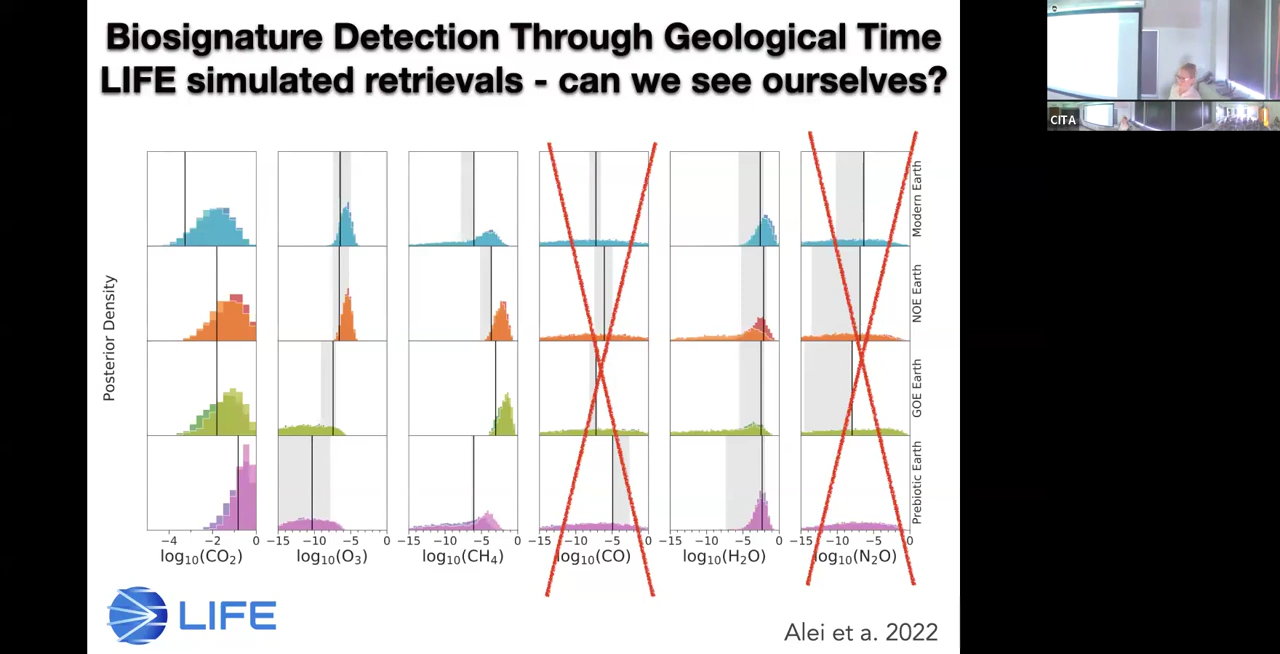 Biosignature Detection Through Geological Time
LIFE simulated retrievals - can we see ourselves?
CITA
Posterior Density
Modern Earth
NOE Earth
GOE Earth
Prebiotic Earth
−4 −2 0 −15 −10 −5 0 −15 −10 −5 0 −15 −10 −5 0 −15 −10 −5 0 −15 −10 −5 0
log10(CO2) log10(O3) log10(CH4) log10(CO) log10(H2O) log10(N2O)
LIFE
Alei et a. 2022